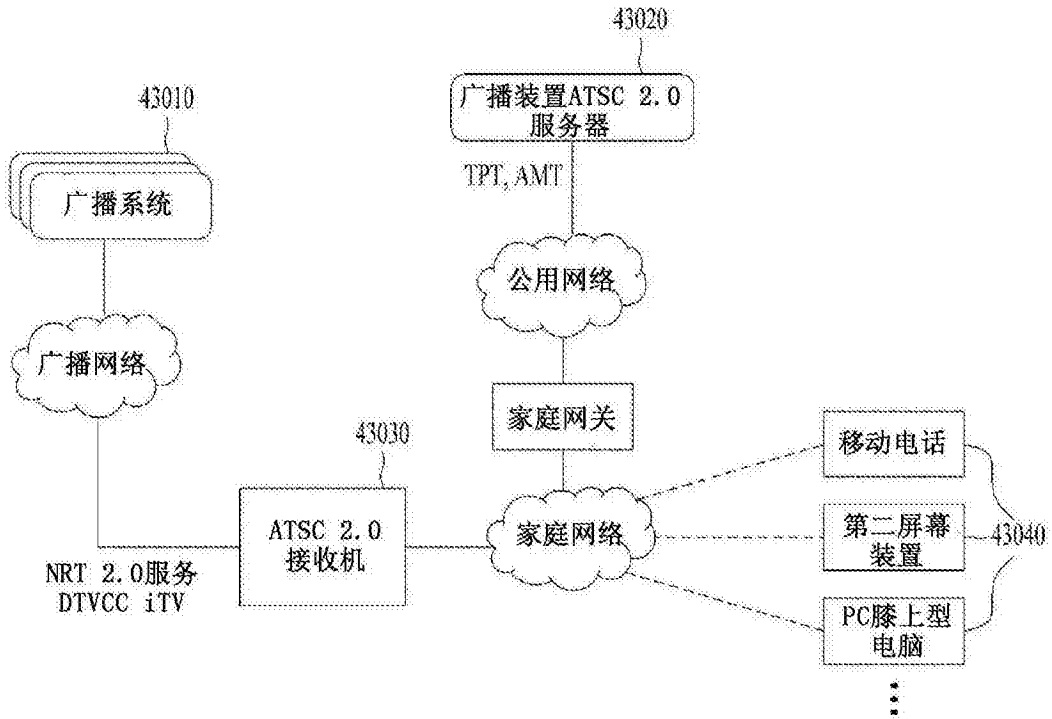 43020
广播装置ATSC 2.0
服务器
43010
广播系统
TPT, AMT
公用网络
广播网络
家庭网关
43030
移动电话
ATSC 2.0
接收机
家庭网络
第二屏幕
装置
43040
NRT 2.0服务
DTVCC iTV
PC膝上型
电脑